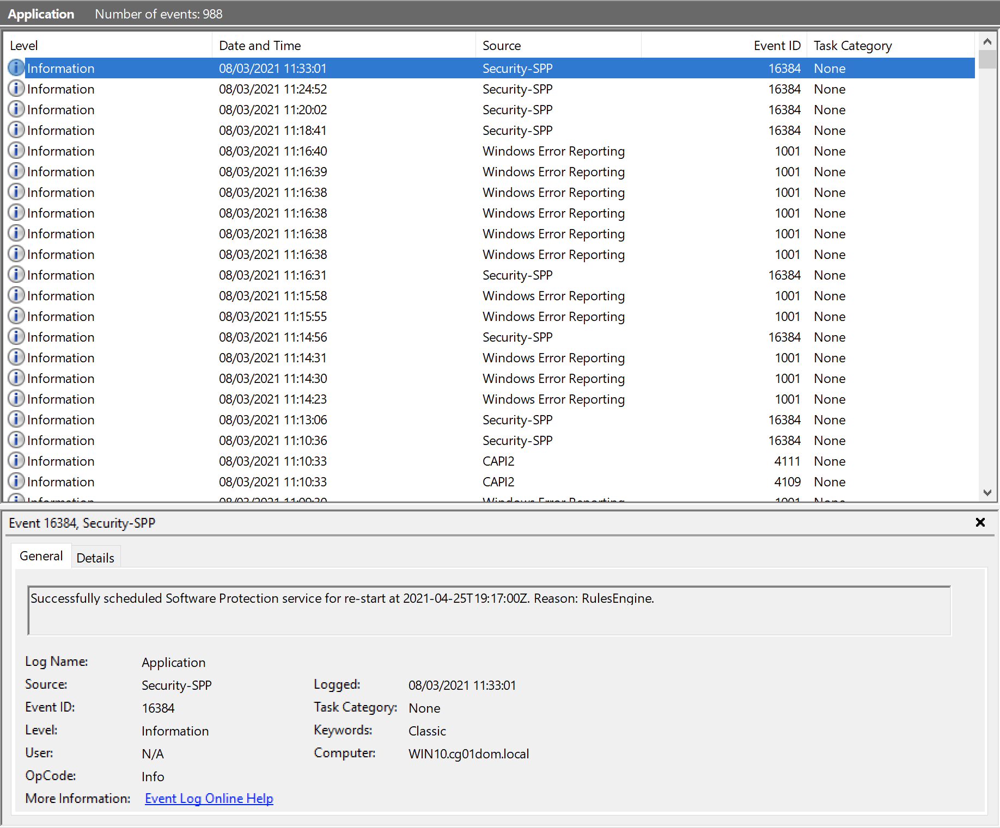 Application Number of events: 988
Level Date and Time Source Event ID Task Category
Information 08/03/2021 11:33:01 Security-SPP 16384 None
Information 08/03/2021 11:24:52 Security-SPP 16384 None
Information 08/03/2021 11:20:02 Security-SPP 16384 None
Information 08/03/2021 11:18:41 Security-SPP 16384 None
Information 08/03/2021 11:16:40 Windows Error Reporting 1001 None
Information 08/03/2021 11:16:39 Windows Error Reporting 1001 None
Information 08/03/2021 11:16:38 Windows Error Reporting 1001 None
Information 08/03/2021 11:16:38 Windows Error Reporting 1001 None
Information 08/03/2021 11:16:38 Windows Error Reporting 1001 None
Information 08/03/2021 11:16:38 Windows Error Reporting 1001 None
Information 08/03/2021 11:16:31 Security-SPP 16384 None
Information 08/03/2021 11:15:58 Windows Error Reporting 1001 None
Information 08/03/2021 11:15:55 Windows Error Reporting 1001 None
Information 08/03/2021 11:14:56 Security-SPP 16384 None
Information 08/03/2021 11:14:31 Windows Error Reporting 1001 None
Information 08/03/2021 11:14:30 Windows Error Reporting 1001 None
Information 08/03/2021 11:14:23 Windows Error Reporting 1001 None
Information 08/03/2021 11:13:06 Security-SPP 16384 None
Information 08/03/2021 11:10:36 Security-SPP 16384 None
Information 08/03/2021 11:10:33 CAPI2 4111 None
Information 08/03/2021 11:10:33 CAPI2 4109 None
Information 08/03/2021 11:09:30 Windows Error Reporting 1001 None
Event 16384, Security-SPP
General Details
Successfully scheduled Software Protection service for re-start at 2021-04-25T19:17:00Z. Reason: RulesEngine.
Log Name: Application
Source: Security-SPP Logged: 08/03/2021 11:33:01
Event ID: 16384 Task Category: None
Level: Information Keywords: Classic
User: N/A Computer: WIN10.cg01dom.local
OpCode: Info
More Information: Event Log Online Help